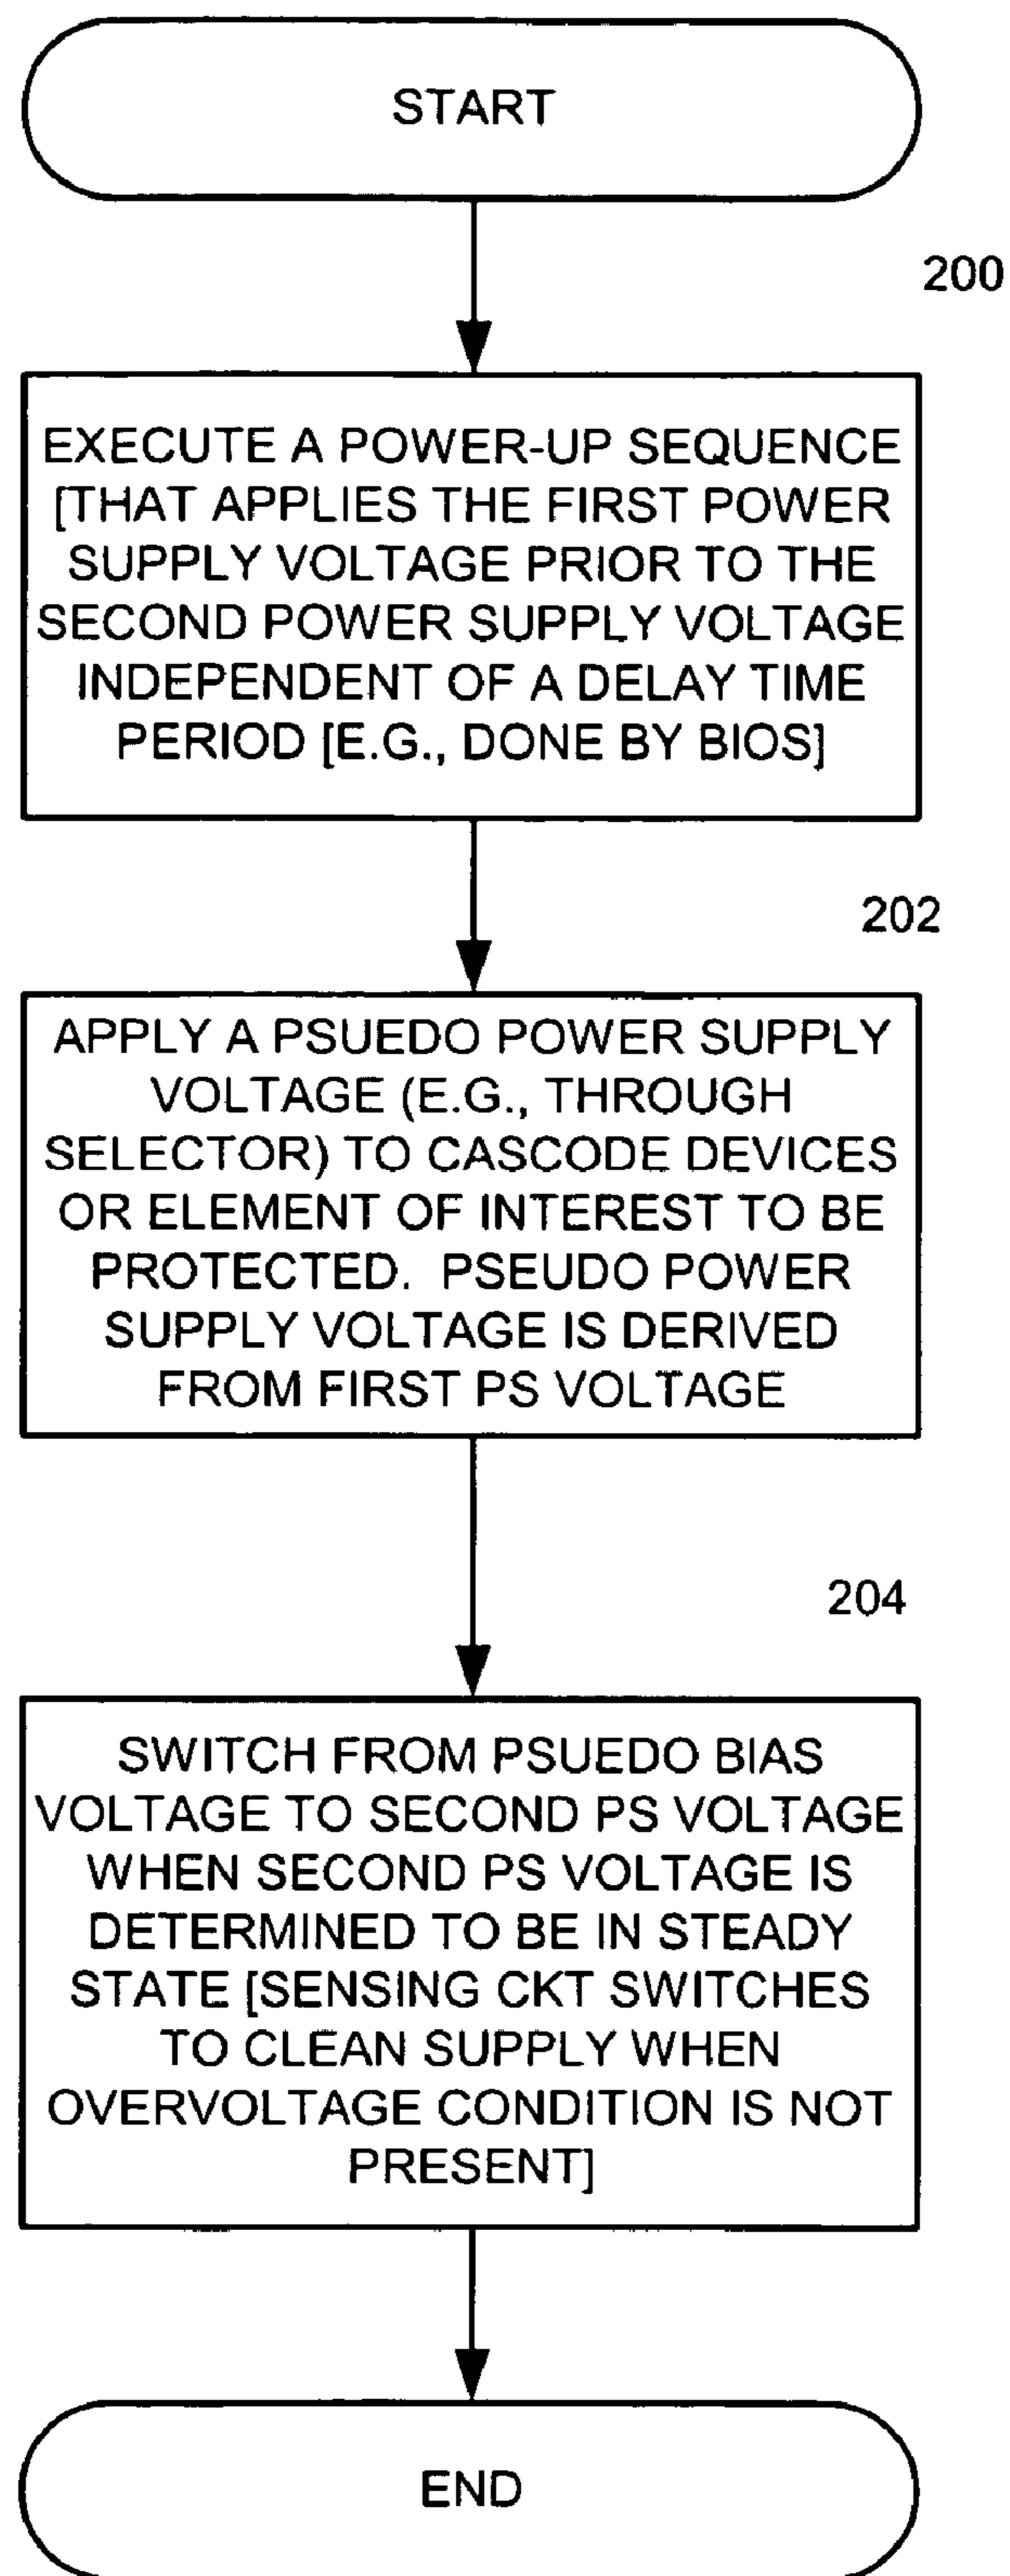 START
200
EXECUTE A POWER-UP SEQUENCE
[THAT APPLIES THE FIRST POWER
SUPPLY VOLTAGE PRIOR TO THE
SECOND POWER SUPPLY VOLTAGE
INDEPENDENT OF A DELAY TIME
PERIOD [E.G., DONE BY BIOS]
202
APPLY A PSUEDO POWER SUPPLY
VOLTAGE (E.G., THROUGH
SELECTOR) TO CASCODE DEVICES
OR ELEMENT OF INTEREST TO BE
PROTECTED. PSEUDO POWER
SUPPLY VOLTAGE IS DERIVED
FROM FIRST PS VOLTAGE
204
SWITCH FROM PSUEDO BIAS
VOLTAGE TO SECOND PS VOLTAGE
WHEN SECOND PS VOLTAGE IS
DETERMINED TO BE IN STEADY
STATE [SENSING CKT SWITCHES
TO CLEAN SUPPLY WHEN
OVERVOLTAGE CONDITION IS NOT
PRESENT]
END